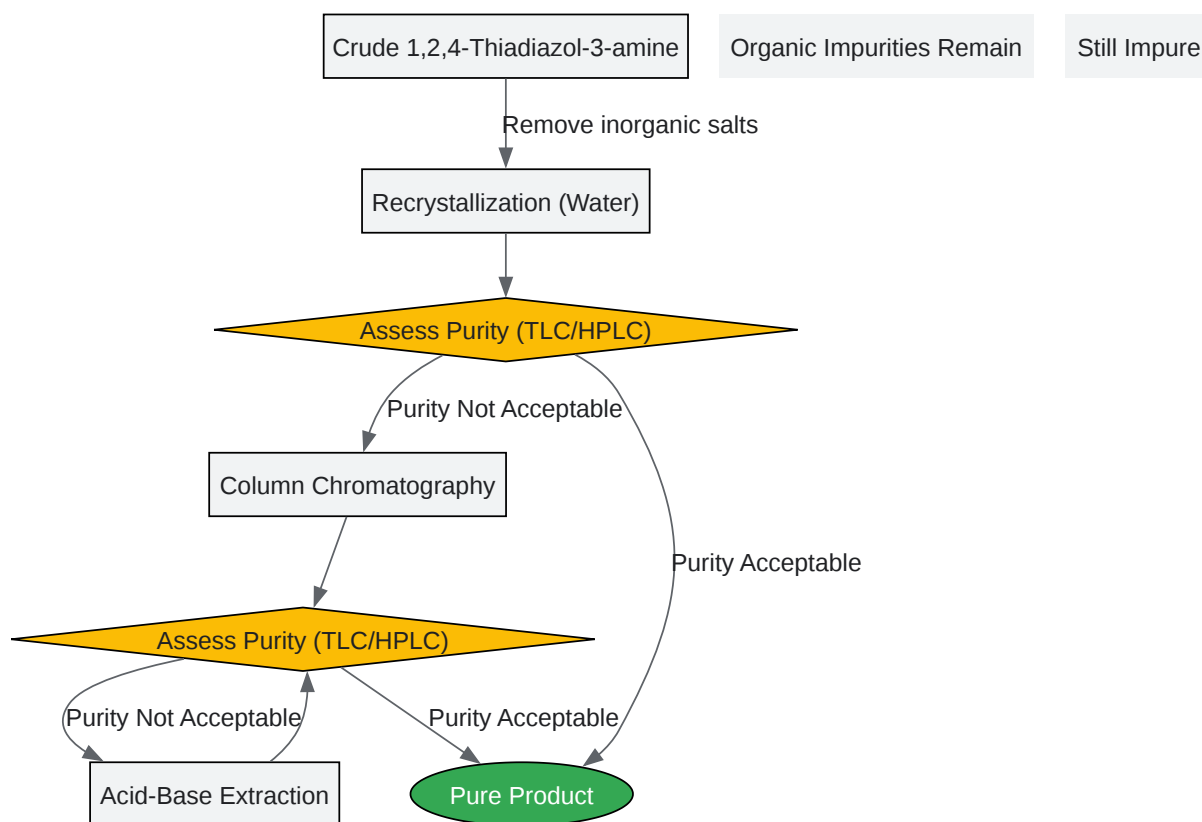 Crude 1,2,4-Thiadiazol-3-amine
Organic Impurities Remain
Still Impure
Remove inorganic salts
Recrystallization (Water)
Assess Purity (TLC/HPLC)
Purity Not Acceptable
Column Chromatography
Purity Acceptable
Assess Purity (TLC/HPLC)
Purity Not Acceptable
Purity Acceptable
Acid-Base Extraction
Pure Product